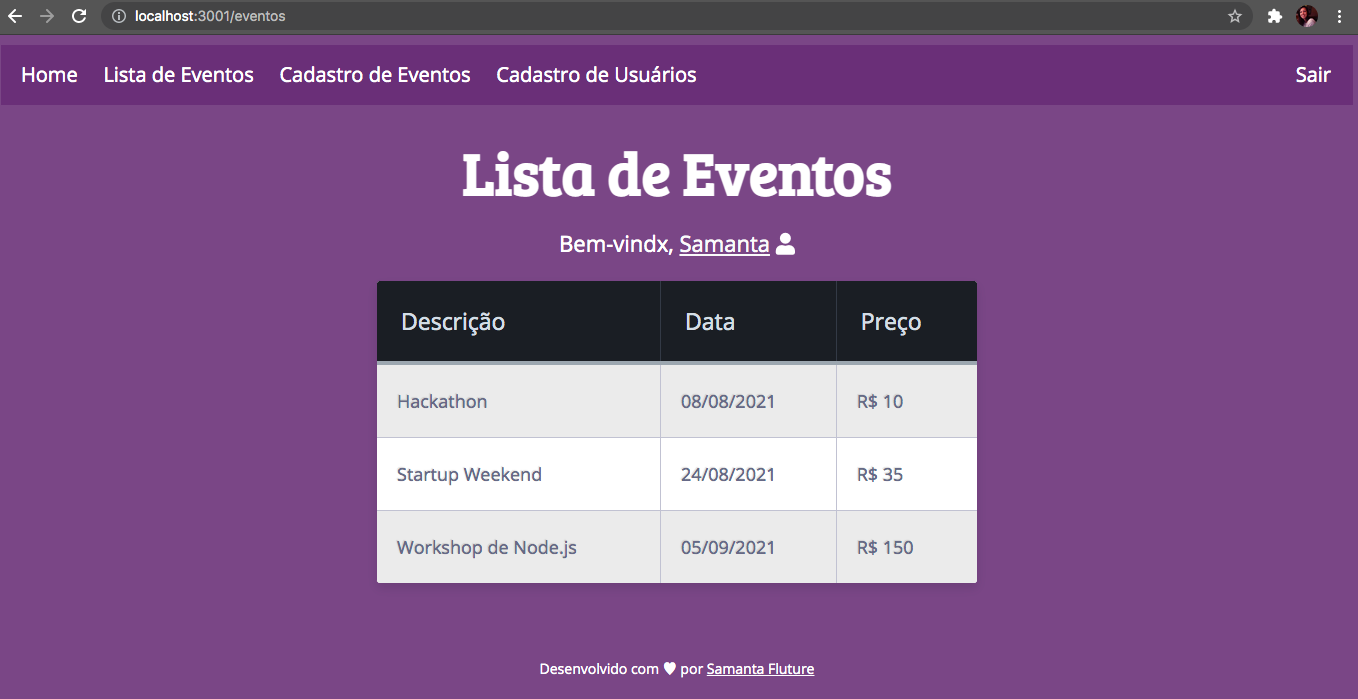 localhost:3001/eventos
Home Lista de Eventos Cadastro de Eventos Cadastro de Usuários Sair
Lista de Eventos
Bem-vindx, Samanta
Descrição Data Preço
Hackathon 08/08/2021 R$ 10
Startup Weekend 24/08/2021 R$ 35
Workshop de Node.js 05/09/2021 R$ 150
Desenvolvido com ♥ por Samanta Fluture